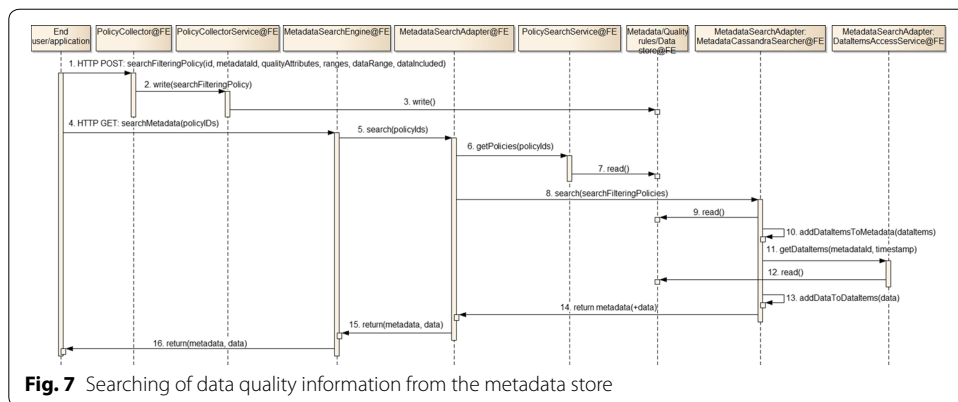 End
user/application
PolicyCollector@FE
PolicyCollectorService@FE
MetadataSearchEngine@FE
MetadataSearchAdapter@FE
PolicySearchService@FE
Metadata/Quality
rules/Data
store@FE
MetadataSearchAdapter:
MetadataCassandraSearcher@FE
MetadataSearchAdapter:
DataItemsAccessService@FE
1. HTTP POST: searchFilteringPolicy(id, metadataId, qualityAttributes, ranges, dataRange, dataIncluded)
2. write(searchFilteringPolicy)
3. write()
4. HTTP GET: searchMetadata(policyIDs)
5. search(policyIds)
6. getPolicies(policyIds)
7. read()
8. search(searchFilteringPolicies)
9. read()
10. addDataItemsToMetadata(dataItems)
11. getDataItems(metadataId, timestamp)
12. read()
13. addDataToDataItems(data)
14. return metadata(+data)
15. return(metadata, data)
16. return(metadata, data)
Fig. 7 Searching of data quality information from the metadata store